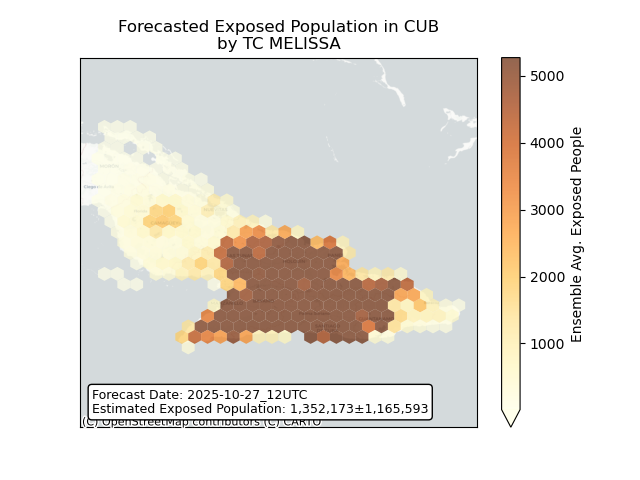 Forecasted Exposed Population in CUB
by TC MELISSA
5000
4000
3000
2000
1000
Ensemble Avg. Exposed People
Forecast Date: 2025-10-27_12UTC
Estimated Exposed Population: 1,352,173±1,165,593
(C) OpenStreetMap contributors (C) CARTO